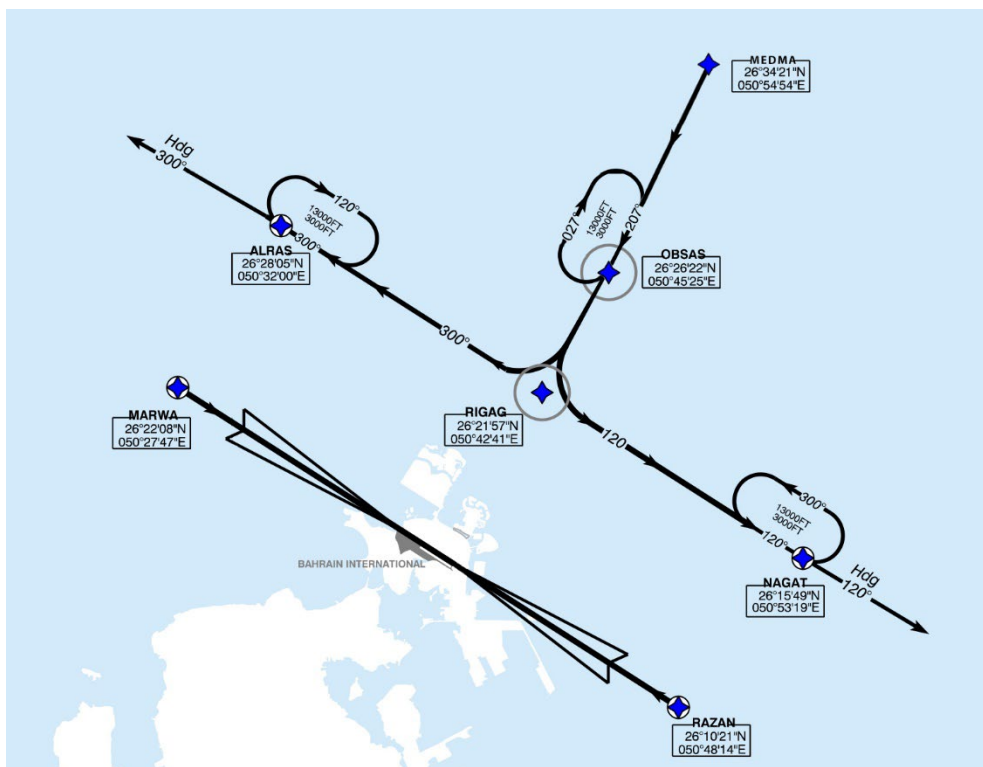 MEDMA
26°34'21"N
050°54'54"E
Hdg
300°
120°
13000FT
3000FT
300°
ALRAS
26°28'05"N
050°32'00"E
027°
13000FT
3000FT
207°
OBSAS
26°26'22"N
050°45'25"E
300°
MARWA
26°22'08"N
050°27'47"E
RIGAG
26°21'57"N
050°42'41"E
120
300°
13000FT
3000FT
120°
BAHRAIN INTERNATIONAL
NAGAT
26°15'49"N
050°53'19"E
Hdg
120°
RAZAN
26°10'21"N
050°48'14"E